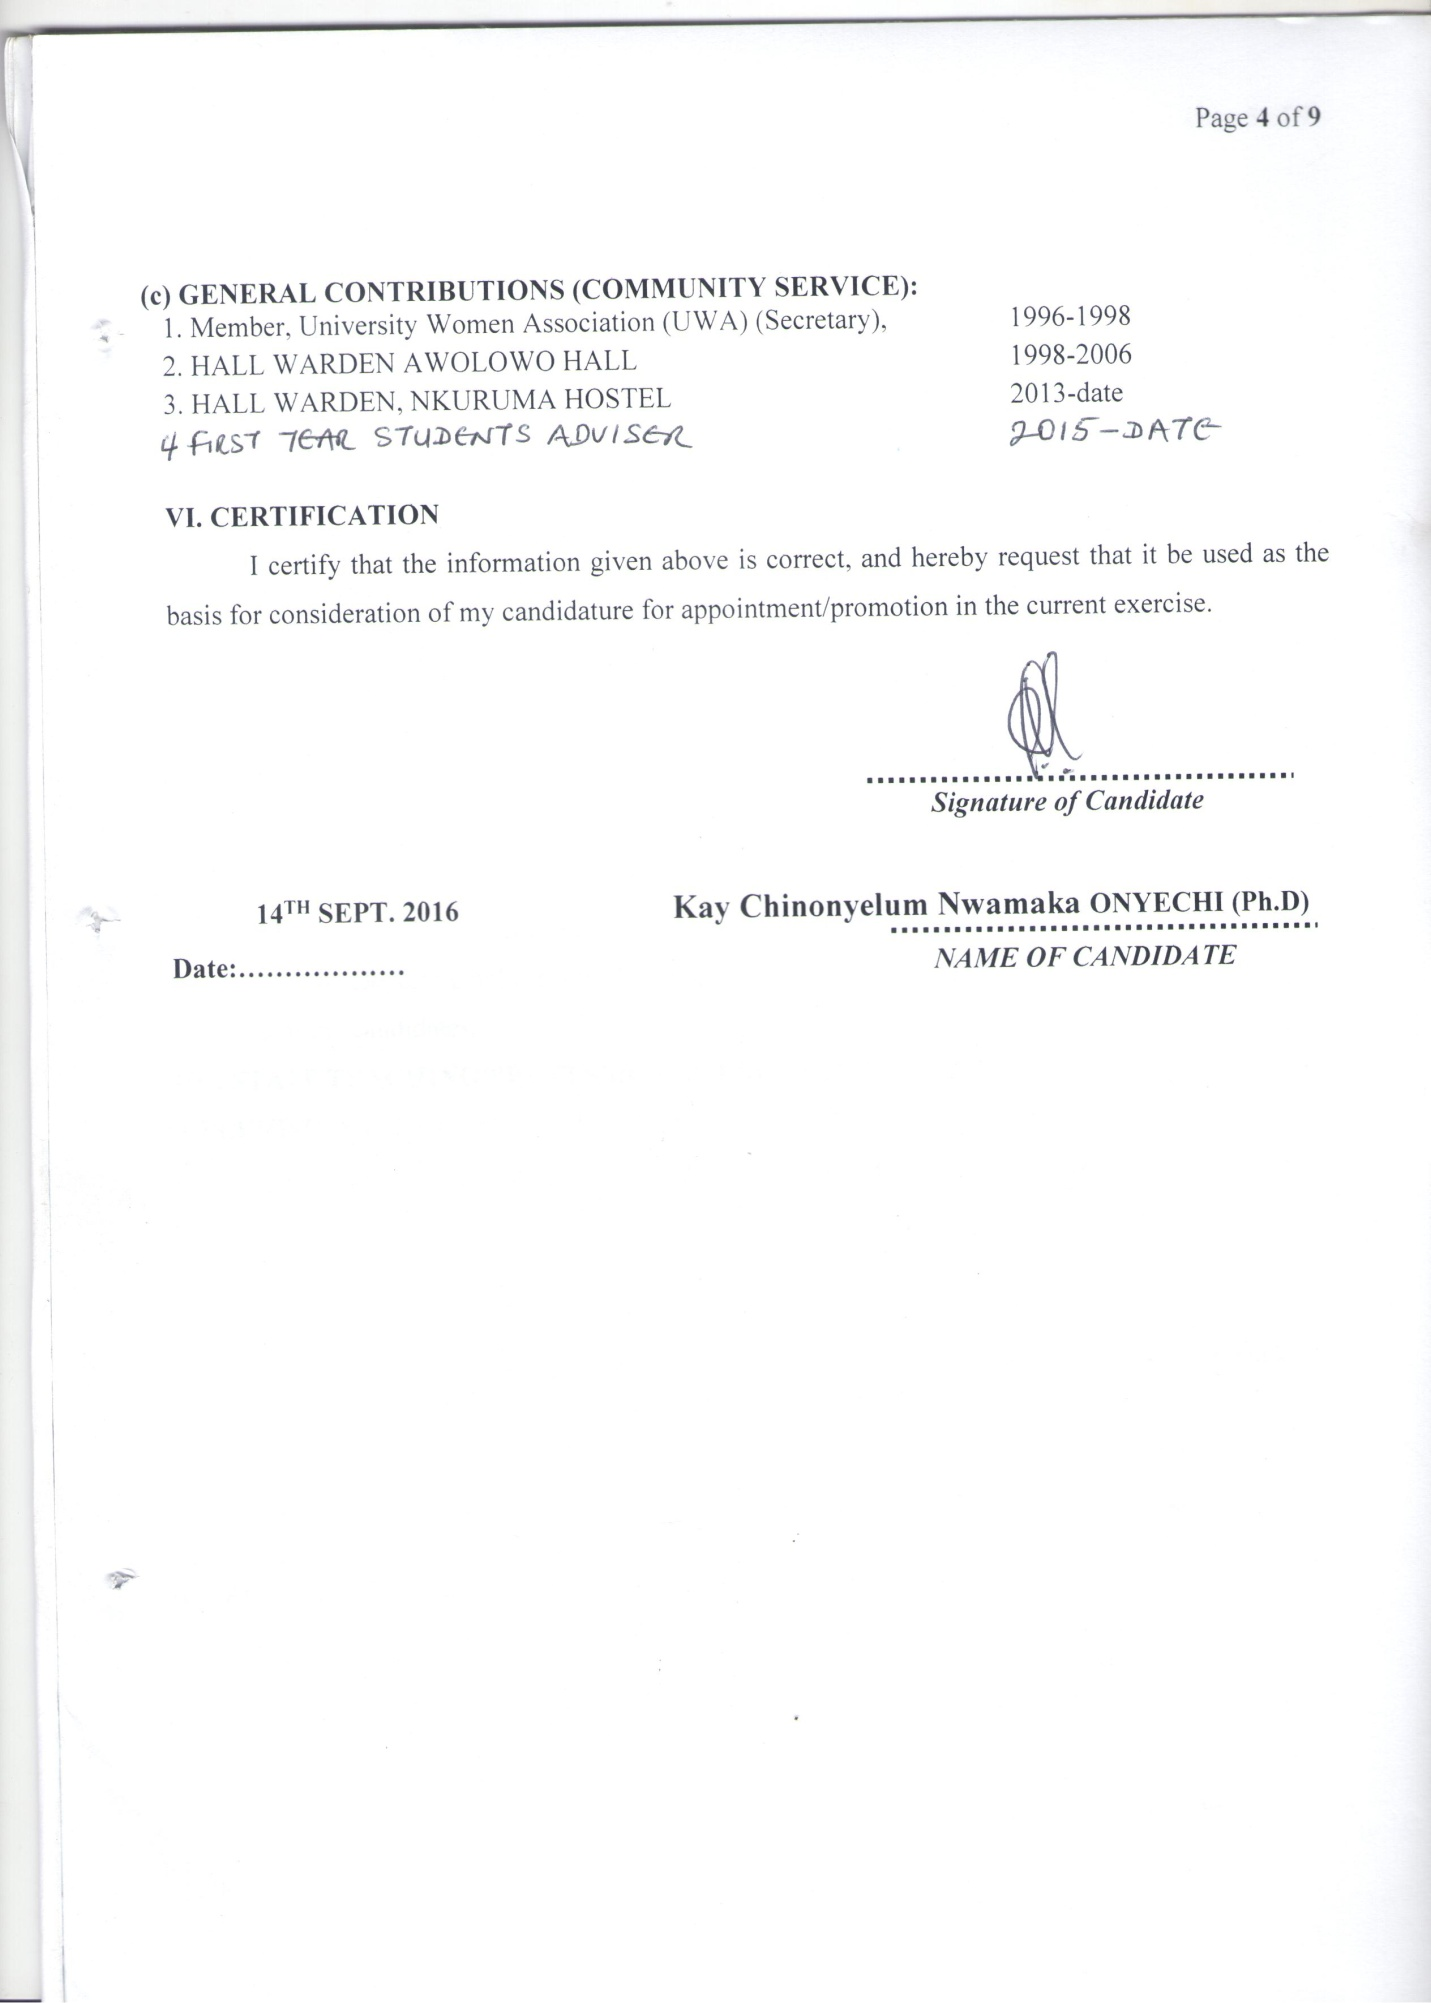 Page 4 of 9
(c) GENERAL CONTRIBUTIONS (COMMUNITY SERVICE):
1. Member, University Women Association (UWA) (Secretary), 1996-1998
2. HALL WARDEN AWOLOWO HALL 1998-2006
3. HALL WARDEN, NKURUMA HOSTEL 2013-date
4 FIRST YEAR STUDENTS ADVISER 2015-DATE
VI. CERTIFICATION
I certify that the information given above is correct, and hereby request that it be used as the
basis for consideration of my candidature for appointment/promotion in the current exercise.
Signature of Candidate
14TH SEPT. 2016 Kay Chinonyelum Nwamaka ONYECHI (Ph.D)
Date:.................. NAME OF CANDIDATE